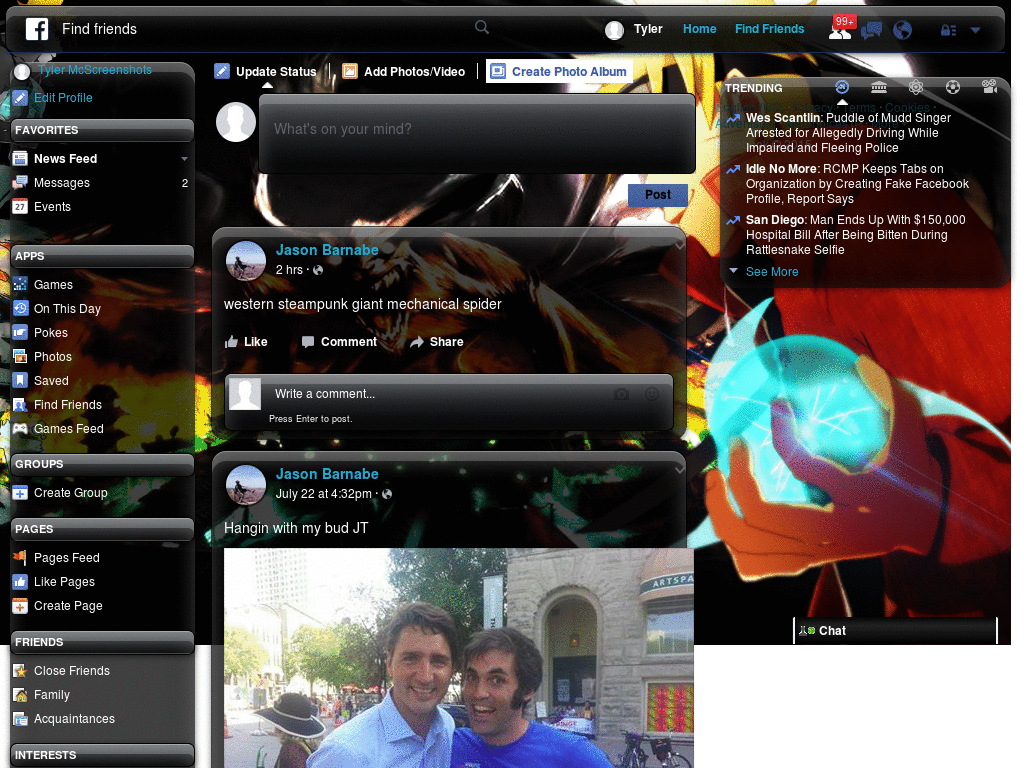 Find friends
Tyler
Home
Find Friends
99+
Tyler McScreenshots
Edit Profile
FAVORITES
News Feed
Messages 2
27
Events
APPS
Games
On This Day
Pokes
Photos
Saved
Find Friends
Games Feed
GROUPS
Create Group
PAGES
Pages Feed
Like Pages
Create Page
FRIENDS
Close Friends
Family
Acquaintances
INTERESTS
Update Status
Add Photos/Video
Create Photo Album
What's on your mind?
Post
Jason Barnabe
2 hrs ·
western steampunk giant mechanical spider
Like
Comment
Share
Write a comment...
Press Enter to post.
Jason Barnabe
July 22 at 4:32pm ·
Hangin with my bud JT
ARTSPA
TRENDING
Terms · Cookies ·
Wes Scantlin: Puddle of Mudd Singer
Arrested for Allegedly Driving While
Impaired and Fleeing Police
Idle No More: RCMP Keeps Tabs on
Organization by Creating Fake Facebook
Profile, Report Says
San Diego: Man Ends Up With $150,000
Hospital Bill After Being Bitten During
Rattlesnake Selfie
See More
Chat